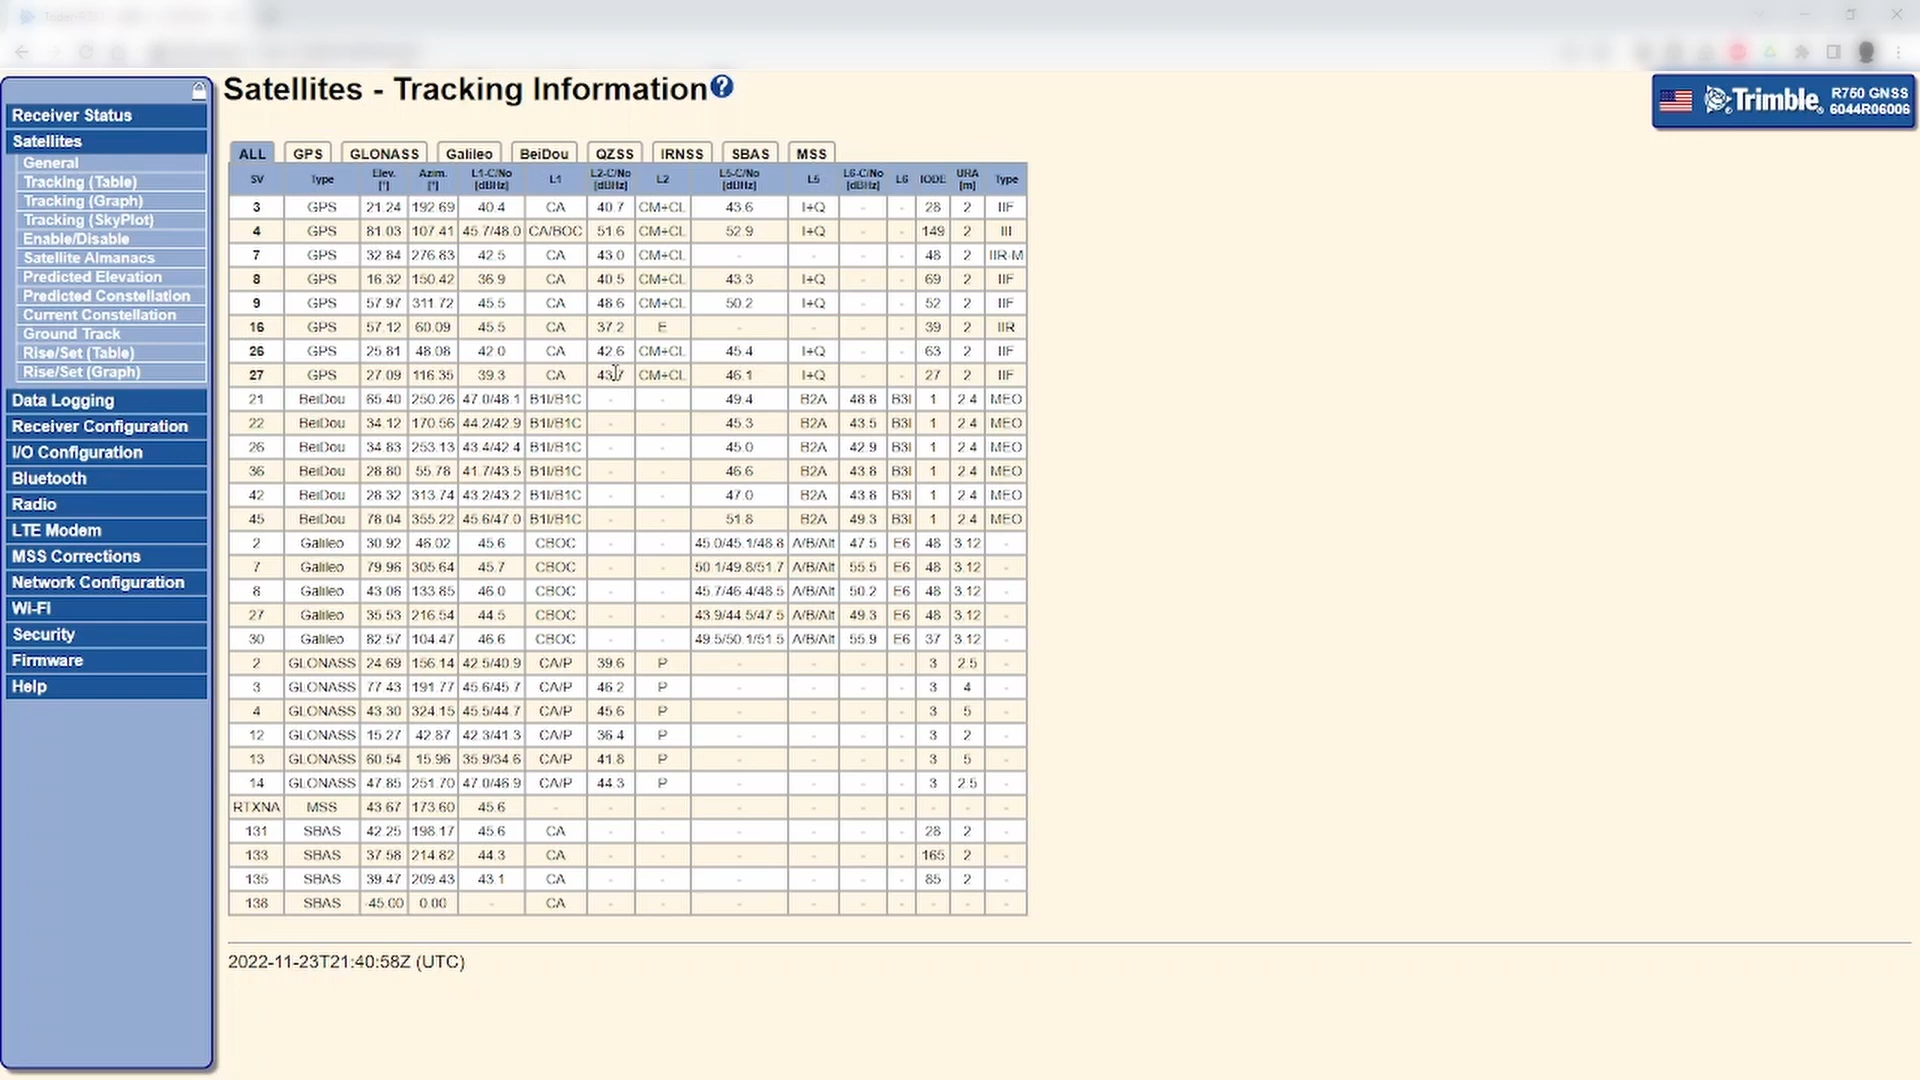 Satellites - Tracking Information
Trimble R750 GNSS
6044R06006
Receiver Status
Satellites
General
Tracking (Table)
Tracking (Graph)
Tracking (SkyPlot)
Enable/Disable
Satellite Almanacs
Predicted Elevation
Predicted Constellation
Current Constellation
Ground Track
Rise/Set (Table)
Rise/Set (Graph)
Data Logging
Receiver Configuration
I/O Configuration
Bluetooth
Radio
LTE Modem
MSS Corrections
Network Configuration
Wi-Fi
Security
Firmware
Help
ALL GPS GLONASS Galileo BeiDou QZSS IRNSS SBAS MSS
SV Type Elev. [°] Azim. [°] L1-C/No [dBHz] L1 L2-C/No [dBHz] L2 L5-C/No [dBHz] L5 L6-C/No [dBHz] L6 IODE URA [m] Type
3 GPS 21.24 192.69 40.4 CA 40.7 CM+CL 43.6 I+Q - - 28 2 IIF
4 GPS 81.03 107.41 45.7/48.0 CA/BOC 51.6 CM+CL 52.9 I+Q - - 149 2 III
7 GPS 32.84 276.83 42.5 CA 43.0 CM+CL - - - - 48 2 IIR-M
8 GPS 16.32 150.42 36.9 CA 40.5 CM+CL 43.3 I+Q - - 69 2 IIF
9 GPS 57.97 311.72 45.5 CA 48.6 CM+CL 50.2 I+Q - - 52 2 IIF
16 GPS 57.12 60.09 45.5 CA 37.2 E - - - - 39 2 IIR
26 GPS 25.81 48.08 42.0 CA 42.6 CM+CL 45.4 I+Q - - 63 2 IIF
27 GPS 27.09 116.35 39.3 CA 43.7 CM+CL 46.1 I+Q - - 27 2 IIF
21 BeiDou 65.40 250.26 47.0/48.1 B1I/B1C - - 49.4 B2A 48.8 B3I 1 2.4 MEO
22 BeiDou 34.12 170.56 44.2/42.9 B1I/B1C - - 45.3 B2A 43.5 B3I 1 2.4 MEO
26 BeiDou 34.83 253.13 43.4/42.4 B1I/B1C - - 45.0 B2A 42.9 B3I 1 2.4 MEO
36 BeiDou 28.80 55.78 41.7/43.5 B1I/B1C - - 46.6 B2A 43.8 B3I 1 2.4 MEO
42 BeiDou 28.32 313.74 43.2/43.2 B1I/B1C - - 47.0 B2A 43.8 B3I 1 2.4 MEO
45 BeiDou 78.04 355.22 45.6/47.0 B1I/B1C - - 51.8 B2A 49.3 B3I 1 2.4 MEO
2 Galileo 30.92 46.02 45.6 CBOC - - 45.0/45.1/48.8 A/B/Alt 47.5 E6 48 3.12 -
7 Galileo 79.96 305.64 45.7 CBOC - - 50.1/49.8/51.7 A/B/Alt 55.5 E6 48 3.12 -
8 Galileo 43.06 133.85 46.0 CBOC - - 45.7/46.4/48.5 A/B/Alt 50.2 E6 48 3.12 -
27 Galileo 35.53 216.54 44.5 CBOC - - 43.9/44.5/47.5 A/B/Alt 49.3 E6 48 3.12 -
30 Galileo 82.57 104.47 46.6 CBOC - - 49.5/50.1/51.5 A/B/Alt 55.9 E6 37 3.12 -
2 GLONASS 24.69 156.14 42.5/40.9 CA/P 39.6 P - - - - 3 2.5 -
3 GLONASS 77.43 191.77 45.6/45.7 CA/P 46.2 P - - - - 3 4 -
4 GLONASS 43.30 324.15 45.5/44.7 CA/P 45.6 P - - - - 3 5 -
12 GLONASS 15.27 42.87 42.3/41.3 CA/P 36.4 P - - - - 3 2 -
13 GLONASS 60.54 15.96 35.9/34.6 CA/P 41.8 P - - - - 3 5 -
14 GLONASS 47.85 251.70 47.0/46.9 CA/P 44.3 P - - - - 3 2.5 -
RTXNA MSS 43.67 173.60 45.6 - - - - - - - - - -
131 SBAS 42.25 198.17 45.6 CA - - - - - - 28 2 -
133 SBAS 37.58 214.82 44.3 CA - - - - - - 165 2 -
135 SBAS 39.47 209.43 43.1 CA - - - - - - 85 2 -
138 SBAS -45.00 0.00 - CA - - - - - - - - -
2022-11-23T21:40:58Z (UTC)